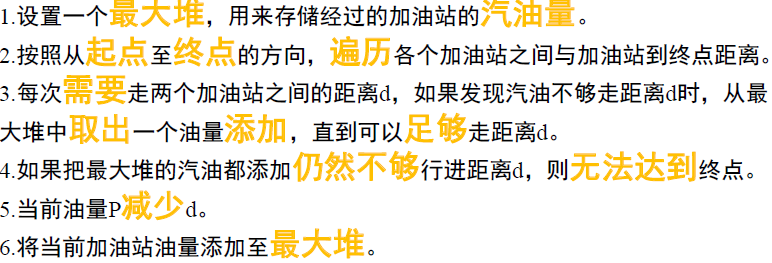 1.设置一个最大堆，用来存储经过的加油站的汽油量。
2.按照从起点至终点的方向，遍历各个加油站之间与加油站到终点距离。
3.每次需要走两个加油站之间的距离d，如果发现汽油不够走距离d时，从最
大堆中取出一个油量添加，直到可以足够走距离d。
4.如果把最大堆的汽油都添加仍然不够行进距离d，则无法达到终点。
5.当前油量P减少d。
6.将当前加油站油量添加至最大堆。